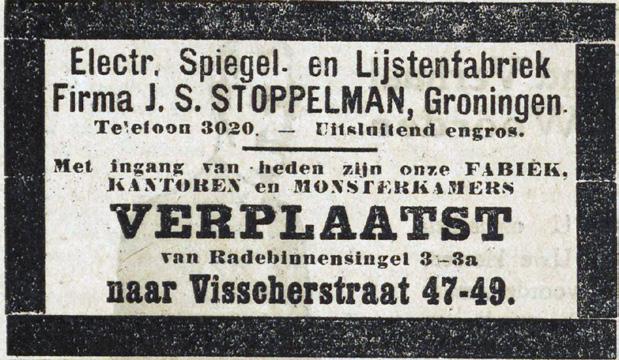 Electr. Spiegel- en Lijstenfabriek
Firma J. S. STOPPELMAN, Groningen.
Telefoon 3020. — Uitsluitend engros.
Met ingang van heden zijn onze FABIEK,
KANTOREN en MONSTERKAMERS
VERPLAATST
van Radebinnensingel 3—3a
naar Visscherstraat 47-49.